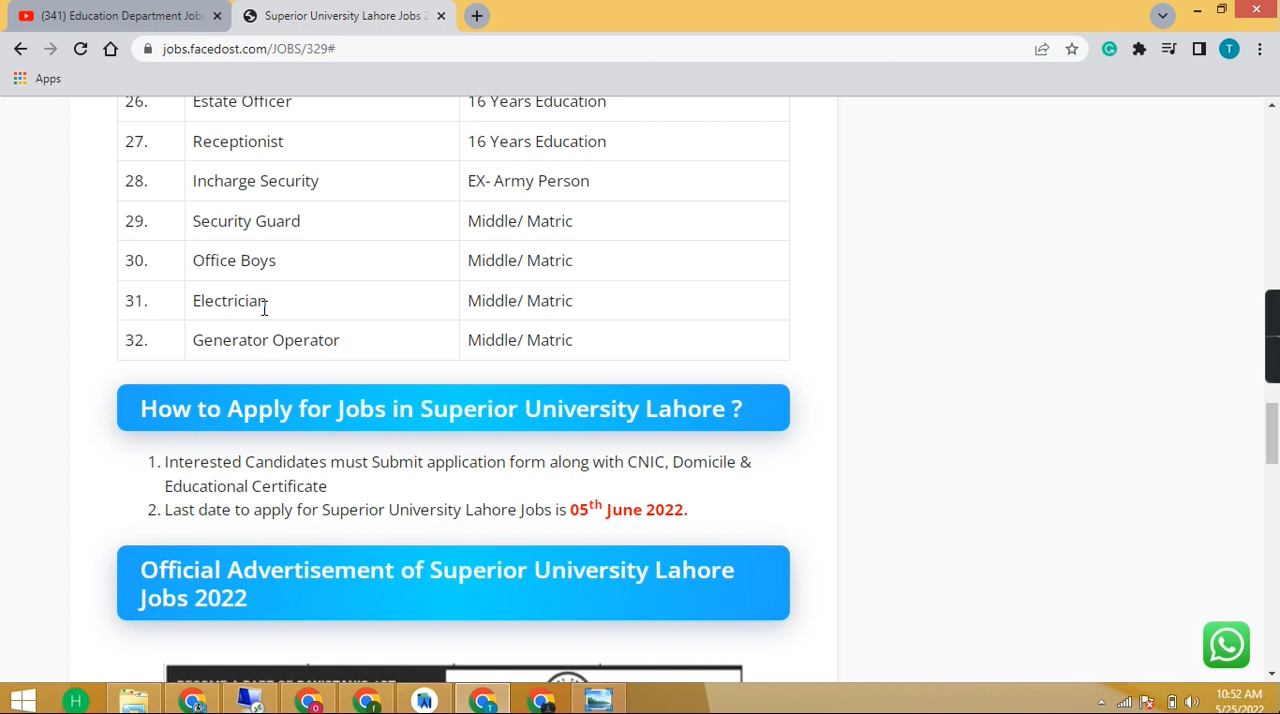 (341) Education Department Job
Superior University Lahore Jobs 2
jobs.facedost.com/JOBS/329#
T
Apps
26. Estate Officer 16 Years Education
27. Receptionist 16 Years Education
28. Incharge Security EX- Army Person
29. Security Guard Middle/ Matric
30. Office Boys Middle/ Matric
31. Electrician Middle/ Matric
32. Generator Operator Middle/ Matric
How to Apply for Jobs in Superior University Lahore ?
1. Interested Candidates must Submit application form along with CNIC, Domicile &
Educational Certificate
2. Last date to apply for Superior University Lahore Jobs is 05th June 2022.
Official Advertisement of Superior University Lahore
Jobs 2022
H
10:52 AM
5/25/2022